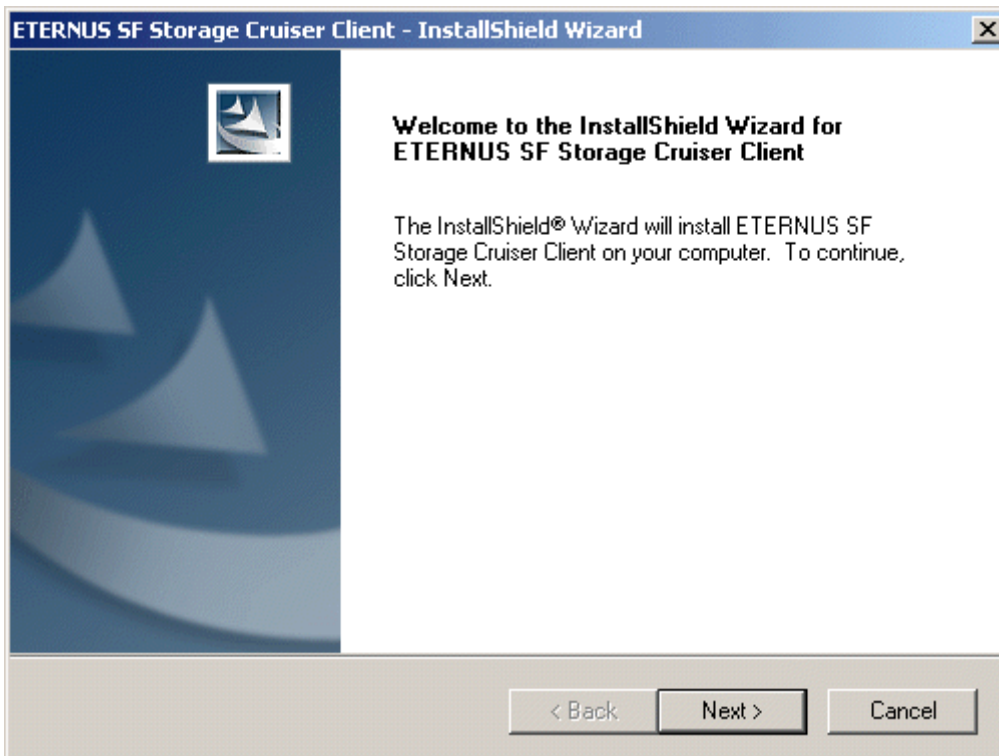 ETERNUS SF Storage Cruiser Client - InstallShield Wizard
Welcome to the InstallShield Wizard for
ETERNUS SF Storage Cruiser Client
The InstallShield® Wizard will install ETERNUS SF
Storage Cruiser Client on your computer.  To continue,
click Next.
< Back
Next >
Cancel